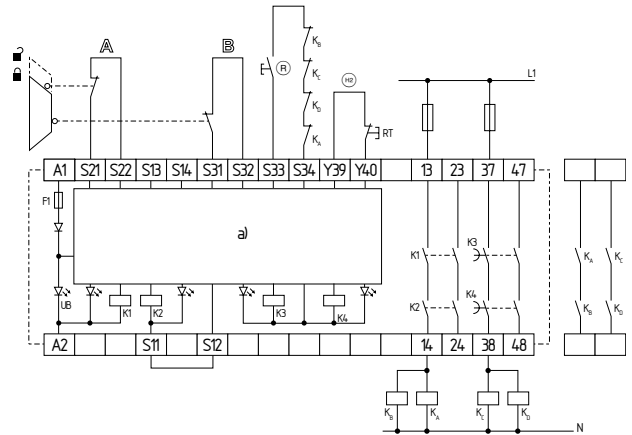 A B
K_B
R
K_C
H2
L1
K_D
K_A
RT
A1 S21 S22 S13 S14 S31 S32 S33 S34 Y39 Y40 13 23 37 47
F1
a)
K1 K3
K_A K_C
UB K1 K2 K3 K4
K2 K4
K_B K_D
A2 S11 S12 14 24 38 48
K_B K_A K_C K_D
N